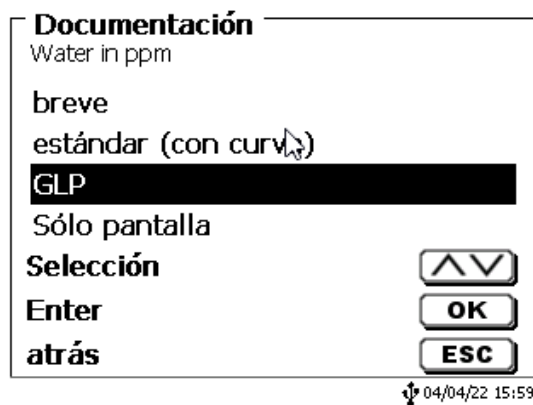 Documentación
Water in ppm
breve
estándar (con curva)
GLP
Sólo pantalla
Selección
Enter OK
atrás ESC
04/04/22 15:59